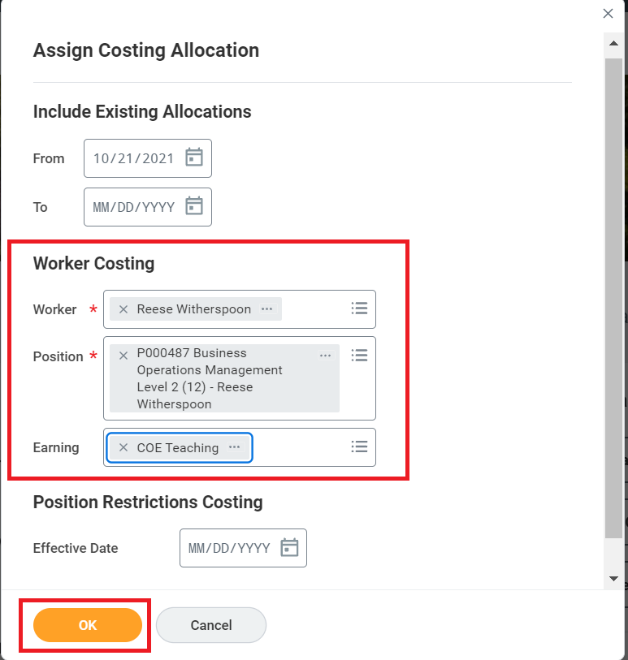 Assign Costing Allocation
Include Existing Allocations
From 10/21/2021
To MM/DD/YYYY
Worker Costing
Worker * Reese Witherspoon
Position * P000487 Business
Operations Management
Level 2 (12) - Reese
Witherspoon
Earning COE Teaching
Position Restrictions Costing
Effective Date MM/DD/YYYY
OK Cancel